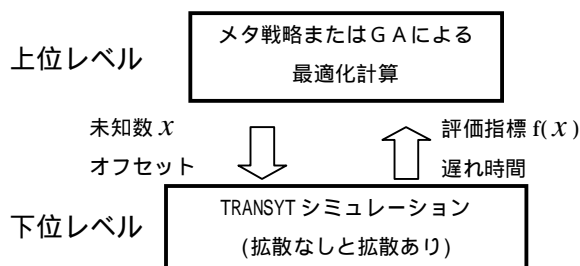 上位レベル
メタ戦略またはＧＡによる
最適化計算
未知数 x
オフセット
評価指標 f(x)
遅れ時間
下位レベル
TRANSYT シミュレーション
(拡散なしと拡散あり)